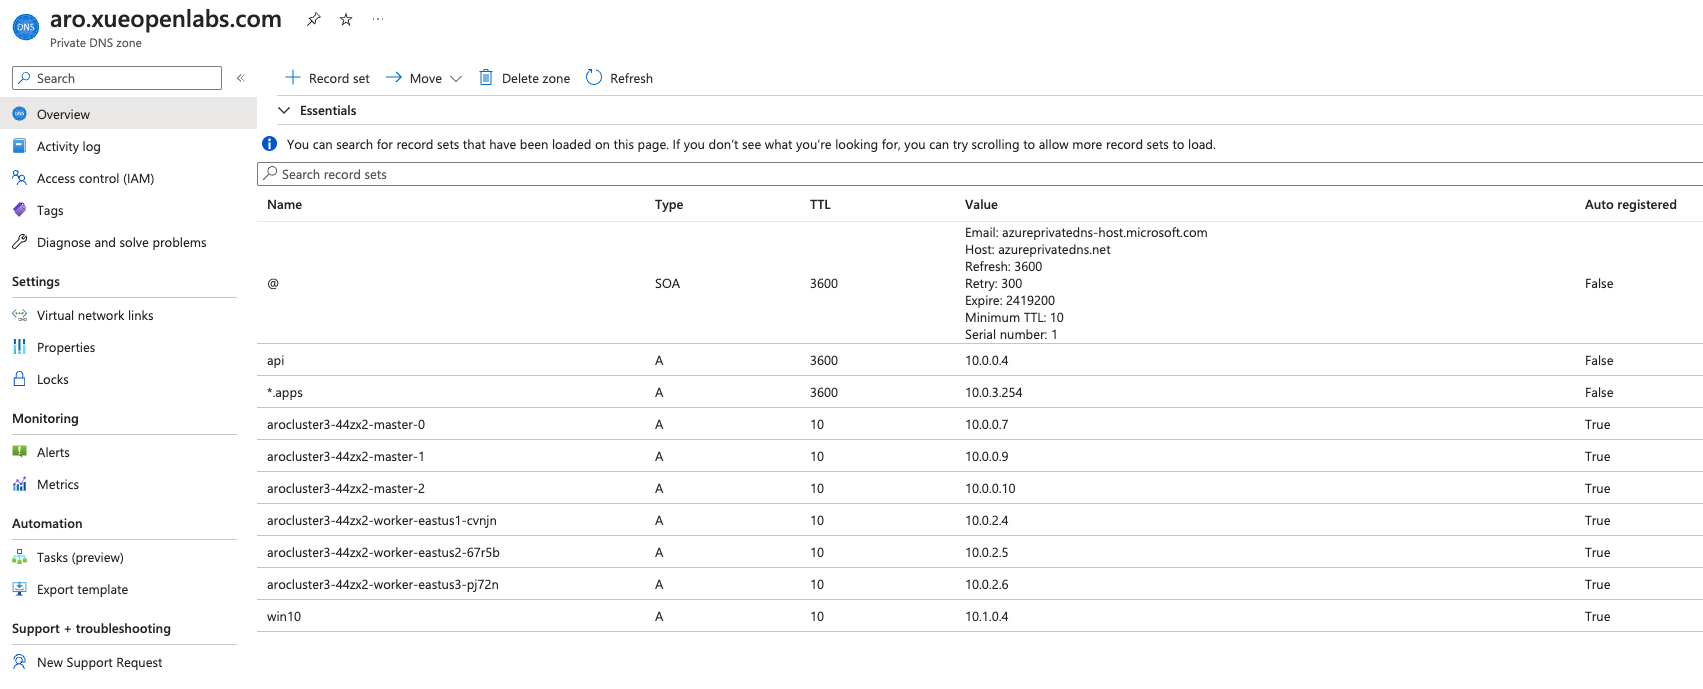 DNS
aro.xueopenlabs.com
Private DNS zone
Search
«
Record set
Move
Delete zone
Refresh
Overview
Activity log
Access control (IAM)
Tags
Diagnose and solve problems
Settings
Virtual network links
Properties
Locks
Monitoring
Alerts
Metrics
Automation
Tasks (preview)
Export template
Support + troubleshooting
New Support Request
Essentials
You can search for record sets that have been loaded on this page. If you don't see what you're looking for, you can try scrolling to allow more record sets to load.
Search record sets
Name Type TTL Value Auto registered
Email: azureprivatedns-host.microsoft.com
Host: azureprivatedns.net
Refresh: 3600
@ SOA 3600 Retry: 300 False
Expire: 2419200
Minimum TTL: 10
Serial number: 1
api A 3600 10.0.0.4 False
*.apps A 3600 10.0.3.254 False
arocluster3-44zx2-master-0 A 10 10.0.0.7 True
arocluster3-44zx2-master-1 A 10 10.0.0.9 True
arocluster3-44zx2-master-2 A 10 10.0.0.10 True
arocluster3-44zx2-worker-eastus1-cvnjn A 10 10.0.2.4 True
arocluster3-44zx2-worker-eastus2-67r5b A 10 10.0.2.5 True
arocluster3-44zx2-worker-eastus3-pj72n A 10 10.0.2.6 True
win10 A 10 10.1.0.4 True